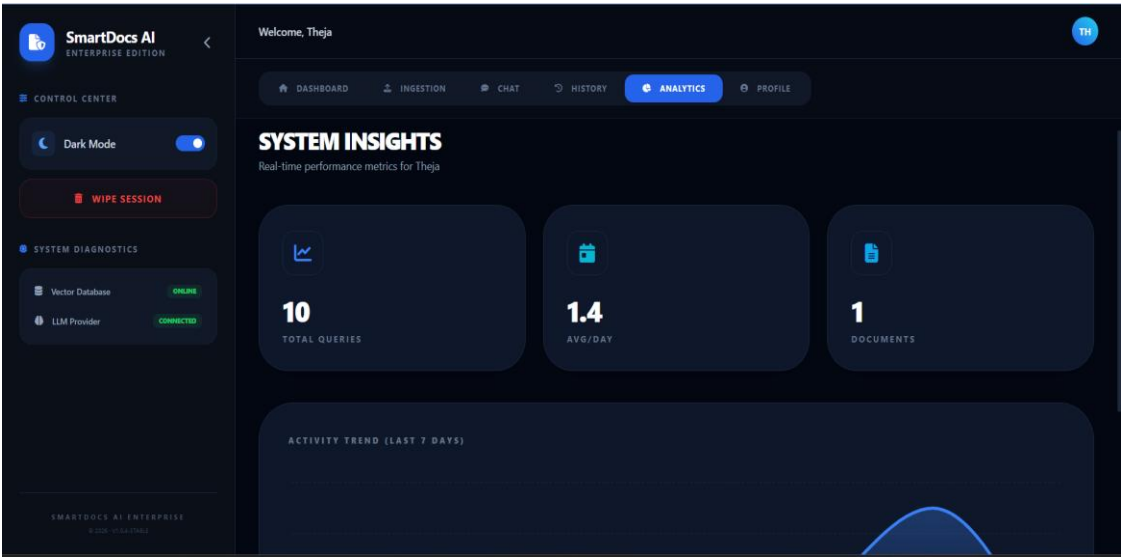 SmartDocs AI
ENTERPRISE EDITION
CONTROL CENTER
Dark Mode
WIPE SESSION
SYSTEM DIAGNOSTICS
Vector Database ONLINE
LLM Provider CONNECTED
SMARTDOCS AI ENTERPRISE
Welcome, Theja
TH
DASHBOARD INGESTION CHAT HISTORY ANALYTICS PROFILE
SYSTEM INSIGHTS
Real-time performance metrics for Theja
10
TOTAL QUERIES
1.4
AVG/DAY
1
DOCUMENTS
ACTIVITY TREND (LAST 7 DAYS)